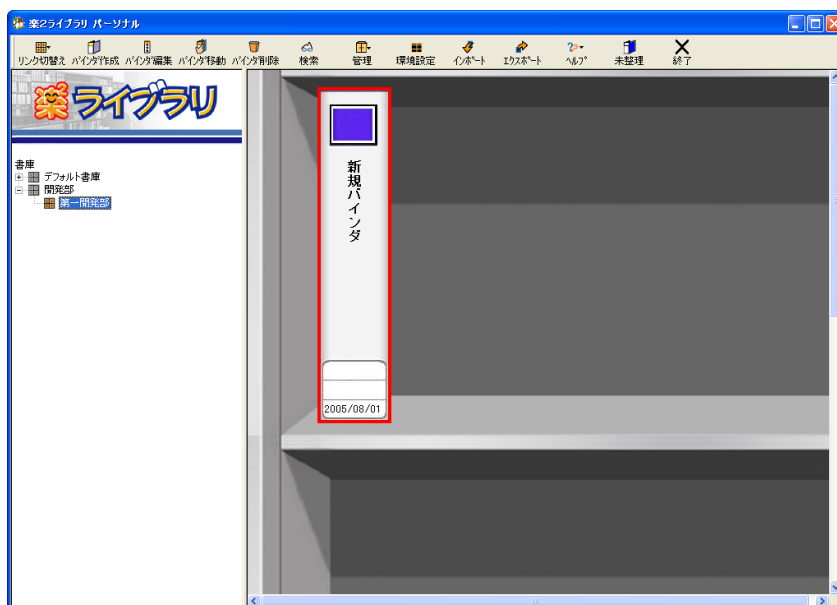 楽2ライブラリ パーソナル
リンク切替え バインダ作成 バインダ編集 バインダ移動 バインダ削除 検索 管理 環境設定 インポート エクスポート ヘルプ 未整理 終了
楽ライブラリ
書庫
デフォルト書庫
開発部
第一開発部
新規バインダ
2005/08/01